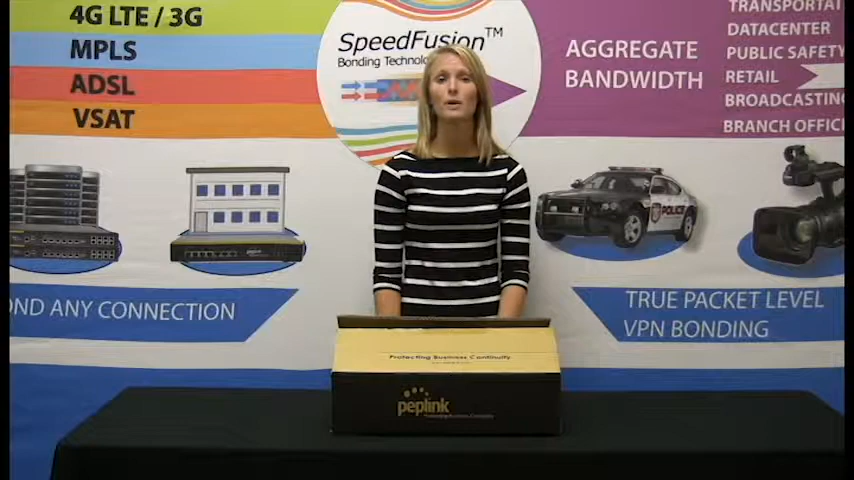 4G LTE / 3G
MPLS
ADSL
VSAT
SpeedFusion™
Bonding Technolo
AGGREGATE
BANDWIDTH
TRANSPORTAT
DATACENTER
PUBLIC SAFETY
RETAIL
BROADCASTING
BRANCH OFFIC
POLICE
OND ANY CONNECTION
TRUE PACKET LEVEL
VPN BONDING
Protecting Business Continuity
peplink